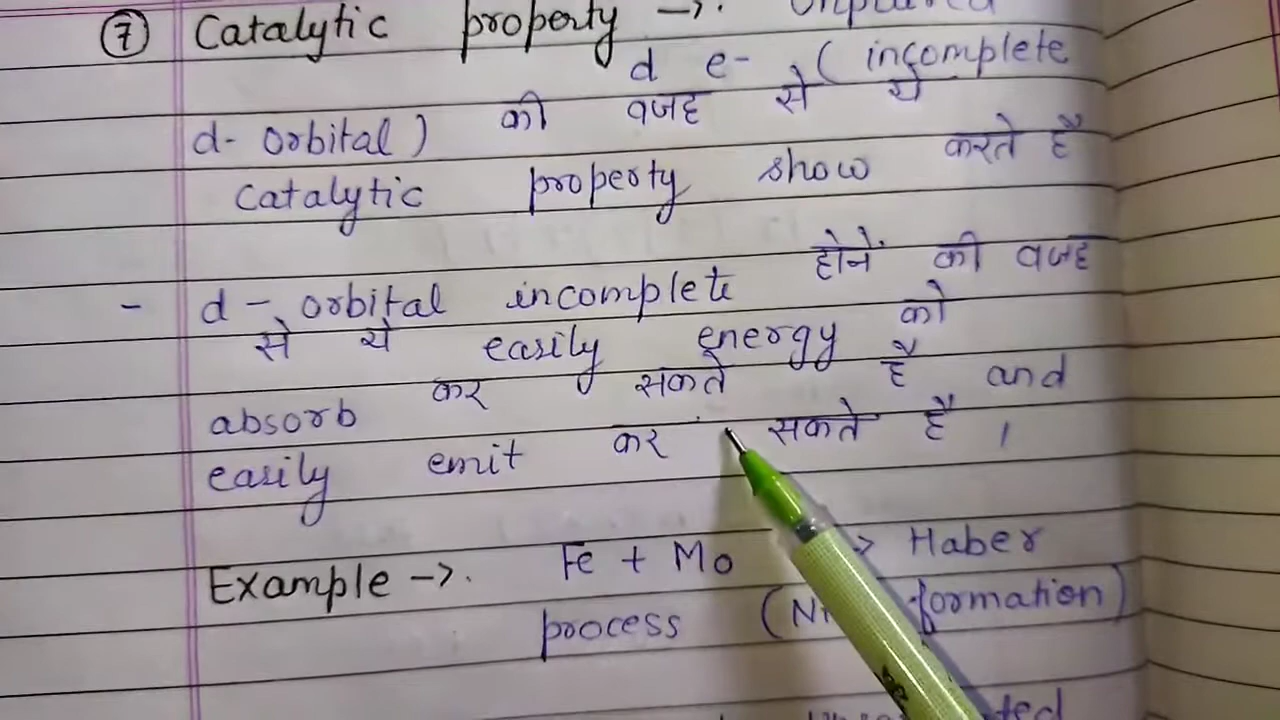 ⑦ Catalytic property →. Unpaired
d e- (incomplete
d- orbital) की वजह से ये
Catalytic property show करते है
- d- orbital incomplete होनें की वजह
से ये easily energy को
absorb कर सकते है and
easily emit कर सकते है ।
Example →. Fe + Mo → Haber
process ( formation)